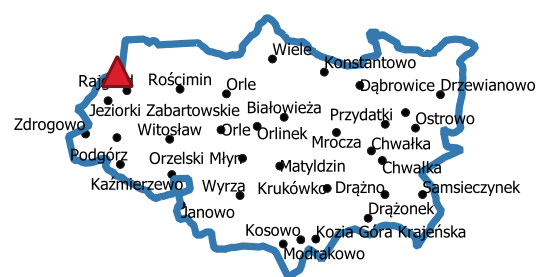 Wiele
Konstantowo
Rościmin
Orle
Dąbrowice
Drzewianowo
Jeziorki Zabartowskie
Białowieża
Przydatki
Ostrowo
Zdrogowo
Witosław
Orle
Orlinek
Mrocza
Chwałka
Podgórz
Orzelski Młyn
Matyldzin
Chwałka
Kaźmierzewo
Wyrza
Krukówko
Drążno
Samsieczynek
Janowo
Drążonek
Kosowo
Kozia Góra Krajeńska
Modrakowo